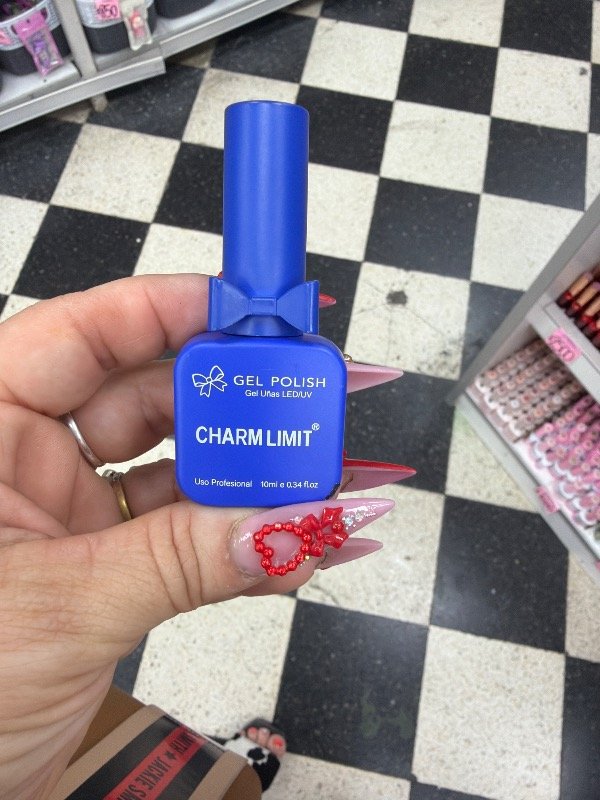 GEL POLISH
Gel Uñas LED/UV
CHARM LIMIT®
Uso Profesional 10ml e 0.34 fl.oz